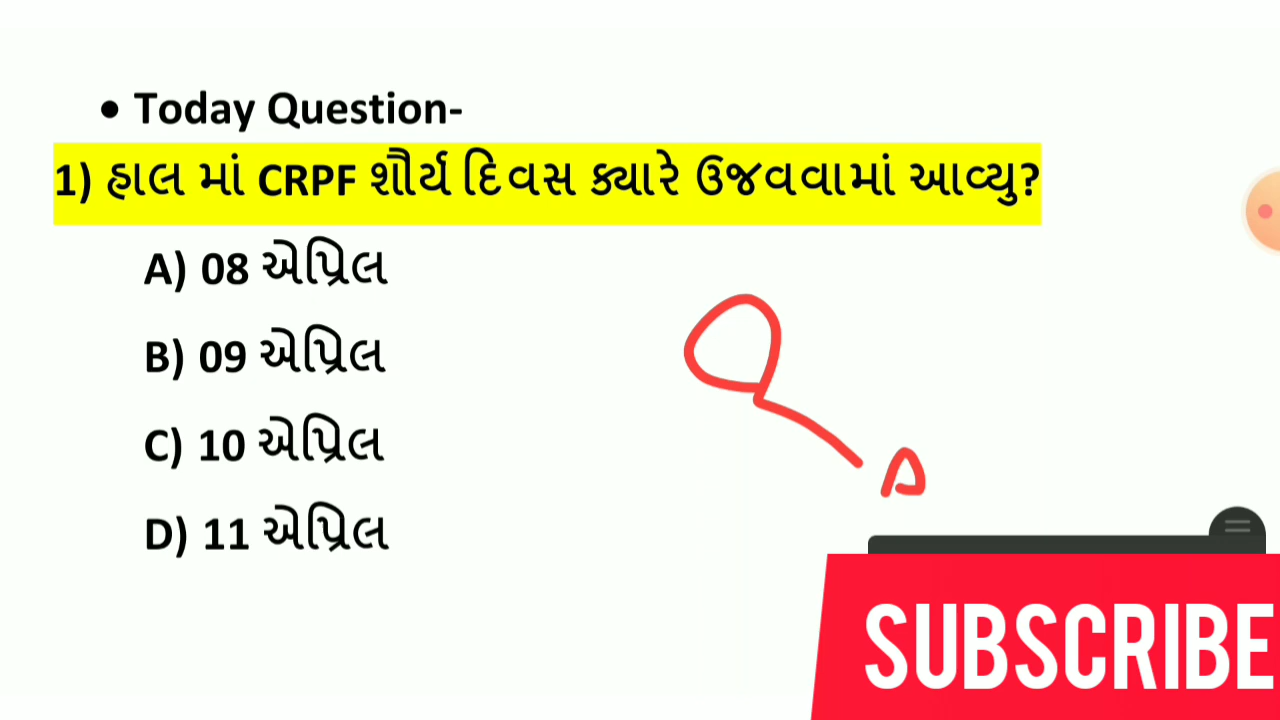 • Today Question-
1) હાલ માં CRPF શૌર્ય દિવસ ક્યારે ઉજવવામાં આવ્યુ?
A) 08 એપ્રિલ
B) 09 એપ્રિલ
C) 10 એપ્રિલ
D) 11 એપ્રિલ
SUBSCRIBE